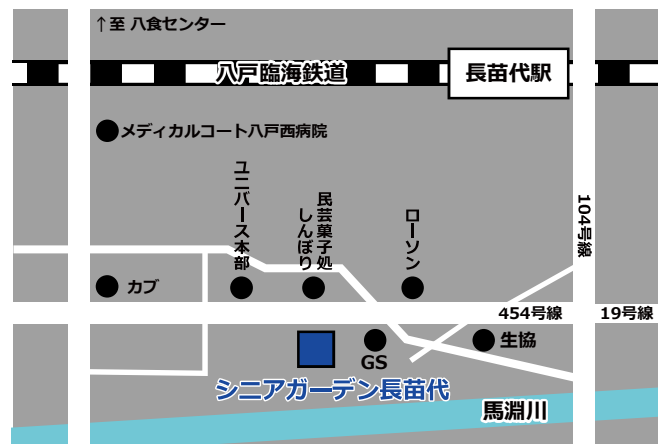 ↑至 八食センター
八戸臨海鉄道
長苗代駅
メディカルコート八戸西病院
ユニバース本部
民芸菓子処
しんぼり
ローソン
104号線
カブ
454号線
19号線
GS
生協
シニアガーデン長苗代
馬淵川